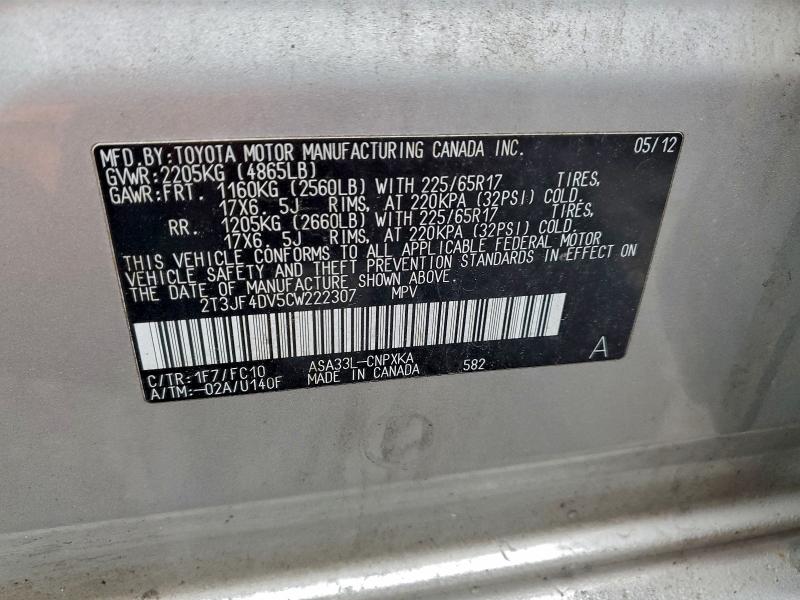 MFD.BY:TOYOTA MOTOR MANUFACTURING CANADA INC. 05/12
GVWR:2205KG (4865LB)
GAWR:FRT. 1160KG (2560LB) WITH 225/65R17 TIRES,
17X6.5J RIMS, AT 220KPA (32PSI) COLD.
RR. 1205KG (2660LB) WITH 225/65R17 TIRES,
17X6.5J RIMS, AT 220KPA (32PSI) COLD.
THIS VEHICLE CONFORMS TO ALL APPLICABLE FEDERAL MOTOR
VEHICLE SAFETY AND THEFT PREVENTION STANDARDS IN EFFECT ON
THE DATE OF MANUFACTURE SHOWN ABOVE.
2T3JF4DV5CW222307 MPV
C/TR:1F7/FC10 ASA33L-CNPXKA 582 A
A/TM:-02A/U140F MADE IN CANADA